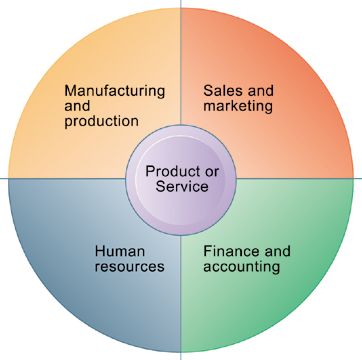 Manufacturing
and
production
Sales and
marketing
Product or
Service
Human
resources
Finance and
accounting